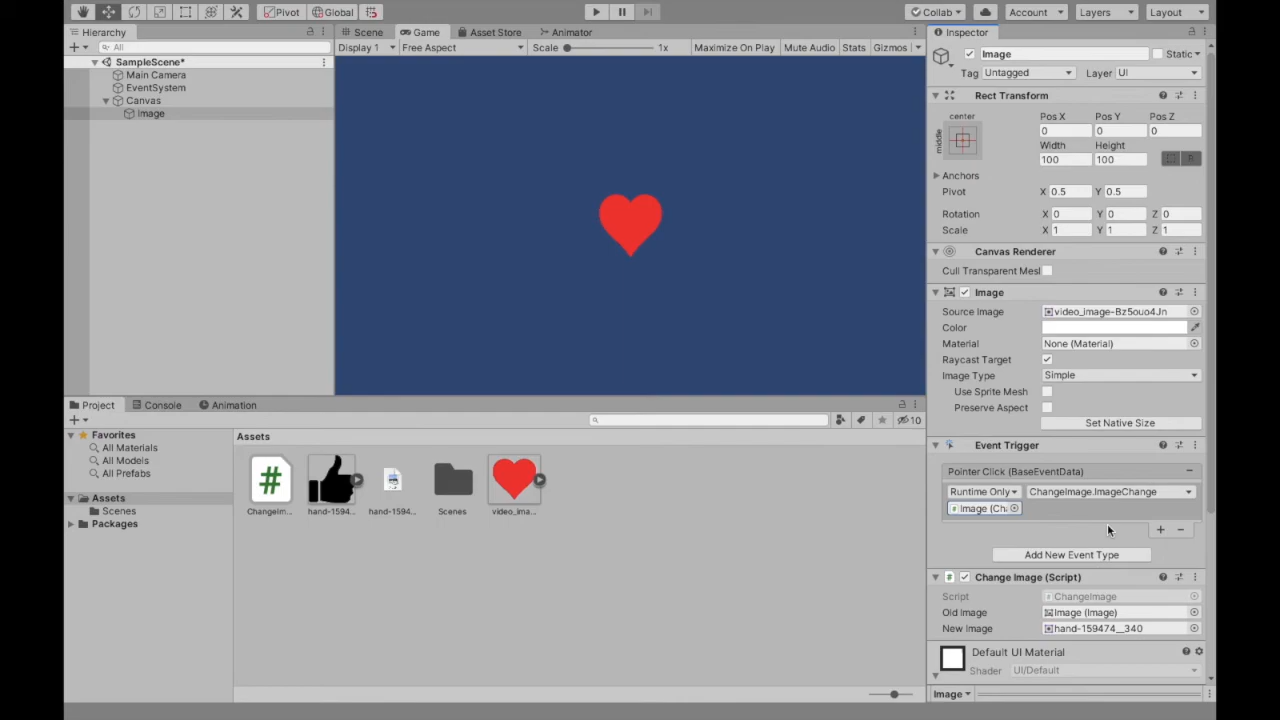 Pivot Global Collab Account Layers Layout
Hierarchy
All
SampleScene*
Main Camera
EventSystem
Canvas
Image
Scene Game Asset Store Animator
Display 1 Free Aspect Scale 1x Maximize On Play Mute Audio Stats Gizmos
Inspector
Image Static
Tag Untagged Layer UI
Rect Transform
center
middle
Pos X Pos Y Pos Z
0 0 0
Width Height
100 100
R
Anchors
Pivot X 0.5 Y 0.5
Rotation X 0 Y 0 Z 0
Scale X 1 Y 1 Z 1
Canvas Renderer
Cull Transparent Mesl
Image
Source Image video_image-Bz5ouo4Jn
Color
Material None (Material)
Raycast Target
Image Type Simple
Use Sprite Mesh
Preserve Aspect
Set Native Size
Event Trigger
Pointer Click (BaseEventData)
Runtime Only ChangeImage.ImageChange
Image (Cha
Add New Event Type
Change Image (Script)
Script ChangeImage
Old Image Image (Image)
New Image hand-159474__340
Default UI Material
Shader UI/Default
Image
Project Console Animation
10
Favorites
All Materials
All Models
All Prefabs
Assets
Scenes
Packages
Assets
#
ChangeIm... hand-1594... hand-1594... Scenes video_ima...